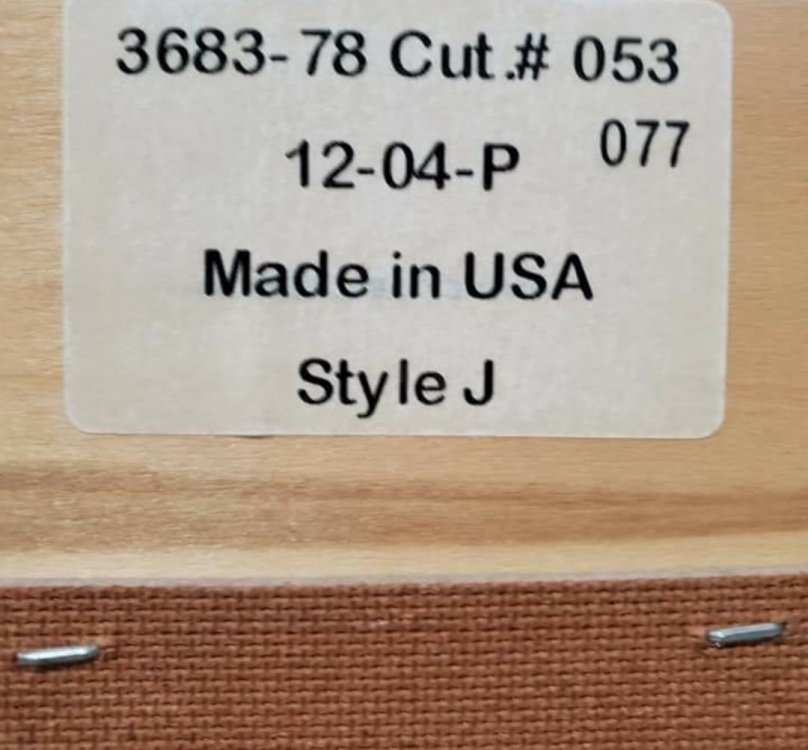 3683-78 Cut.# 053
12-04-P 077
Made in USA
Style J